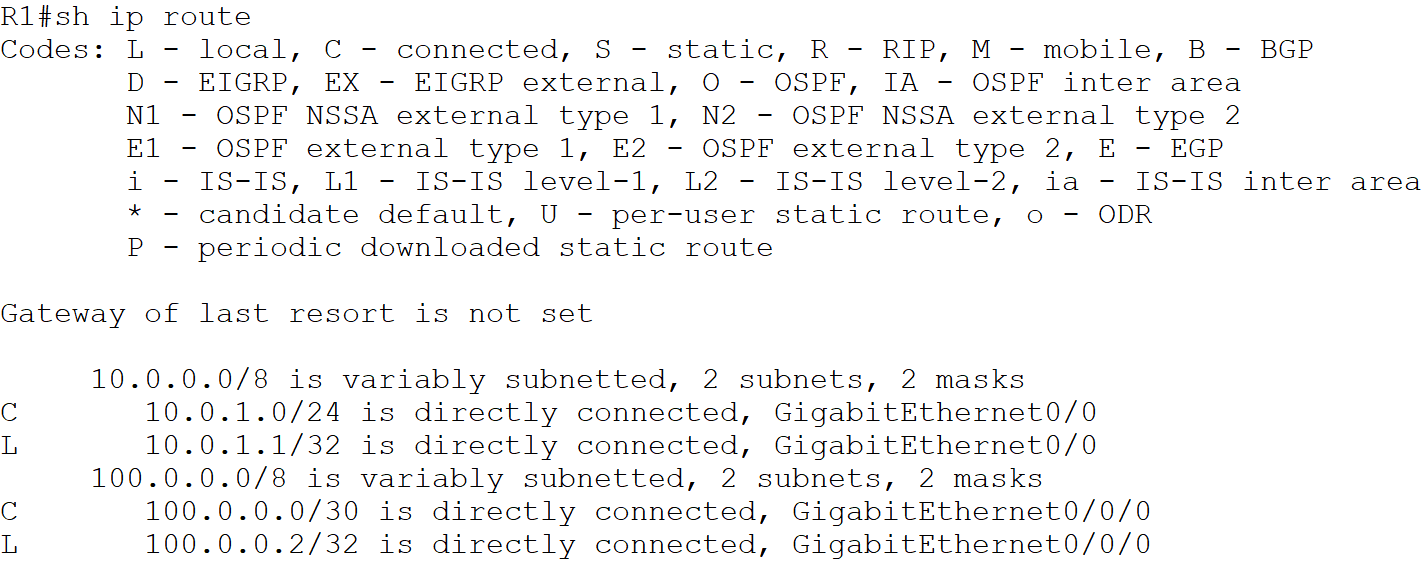 R1#sh ip route
Codes: L - local, C - connected, S - static, R - RIP, M - mobile, B - BGP
       D - EIGRP, EX - EIGRP external, O - OSPF, IA - OSPF inter area
       N1 - OSPF NSSA external type 1, N2 - OSPF NSSA external type 2
       E1 - OSPF external type 1, E2 - OSPF external type 2, E - EGP
       i - IS-IS, L1 - IS-IS level-1, L2 - IS-IS level-2, ia - IS-IS inter area
       * - candidate default, U - per-user static route, o - ODR
       P - periodic downloaded static route

Gateway of last resort is not set

     10.0.0.0/8 is variably subnetted, 2 subnets, 2 masks
C       10.0.1.0/24 is directly connected, GigabitEthernet0/0
L       10.0.1.1/32 is directly connected, GigabitEthernet0/0
     100.0.0.0/8 is variably subnetted, 2 subnets, 2 masks
C       100.0.0.0/30 is directly connected, GigabitEthernet0/0/0
L       100.0.0.2/32 is directly connected, GigabitEthernet0/0/0